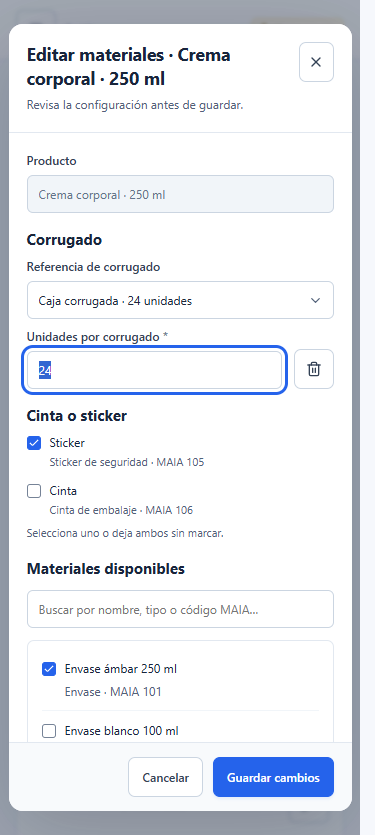 Editar materiales · Crema
corporal · 250 ml
Revisa la configuración antes de guardar.
Producto
Crema corporal · 250 ml
Corrugado
Referencia de corrugado
Caja corrugada · 24 unidades
Unidades por corrugado *
24
Cinta o sticker
Sticker
Sticker de seguridad · MAIA 105
Cinta
Cinta de embalaje · MAIA 106
Selecciona uno o deja ambos sin marcar.
Materiales disponibles
Buscar por nombre, tipo o código MAIA...
Envase ámbar 250 ml
Envase · MAIA 101
Envase blanco 100 ml
Cancelar
Guardar cambios